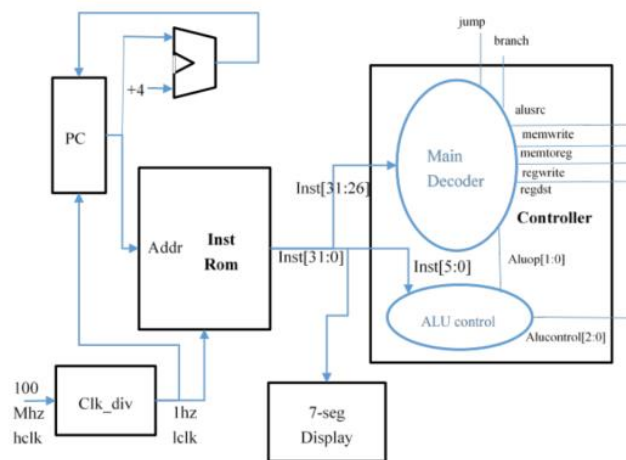 jump
branch
+4
PC
alusrc
memwrite
Main
Decoder
memtoreg
regwrite
regdst
Inst[31:26]
Controller
Addr
Inst
Rom
Inst[31:0]
Inst[5:0]
Aluop[1:0]
ALU control
Alucontrol[2:0]
100
Mhz
hclk
Clk_div
1hz
lclk
7-seg
Display